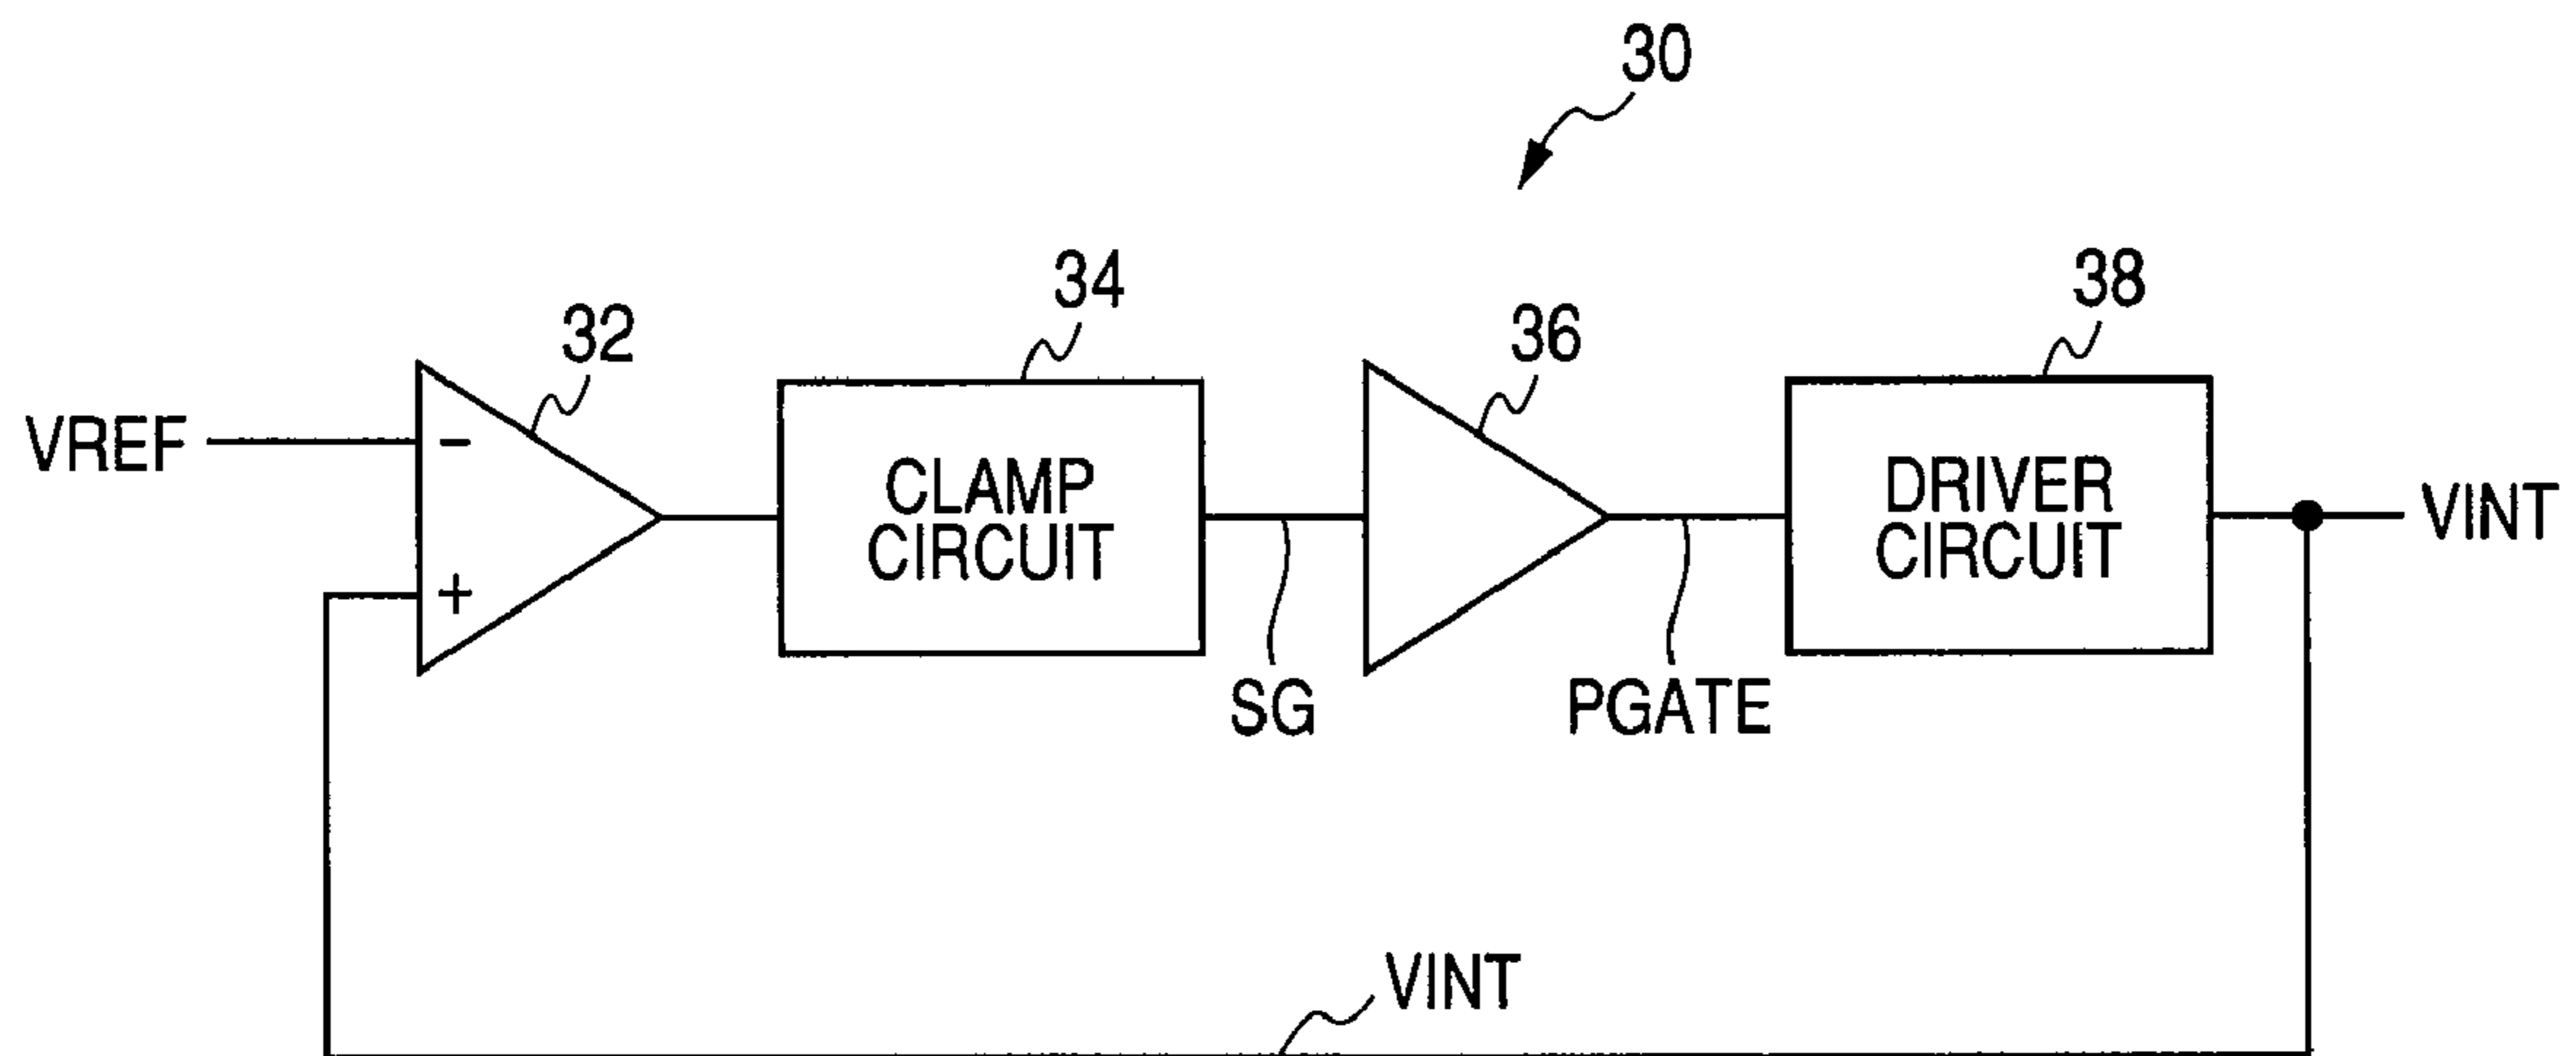 30
32
34
36
38
VREF
-
+
CLAMP
CIRCUIT
SG
PGATE
DRIVER
CIRCUIT
VINT
VINT